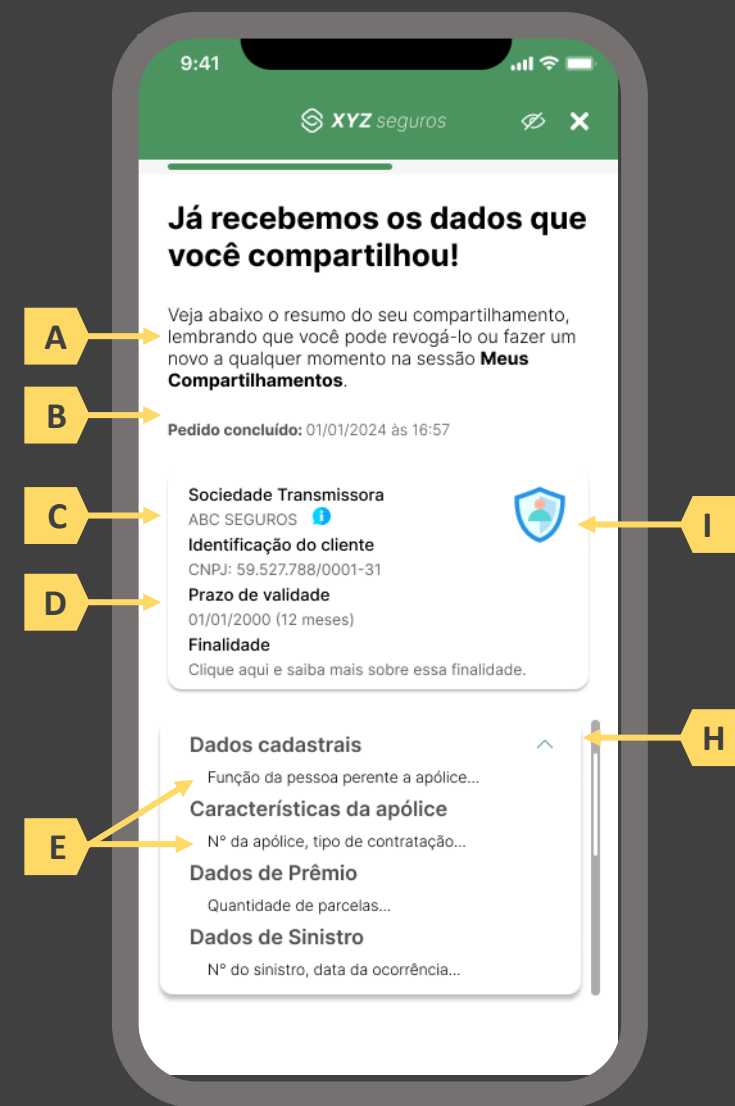 9:41
XYZ seguros
Já recebemos os dados que
você compartilhou!
A
Veja abaixo o resumo do seu compartilhamento,
lembrando que você pode revogá-lo ou fazer um
novo a qualquer momento na sessão Meus
Compartilhamentos.
B
Pedido concluído: 01/01/2024 às 16:57
C
Sociedade Transmissora
ABC SEGUROS i
I
Identificação do cliente
CNPJ: 59.527.788/0001-31
D
Prazo de validade
01/01/2000 (12 meses)
Finalidade
Clique aqui e saiba mais sobre essa finalidade.
H
Dados cadastrais
Função da pessoa perente a apólice...
Características da apólice
E
N° da apólice, tipo de contratação...
Dados de Prêmio
Quantidade de parcelas...
Dados de Sinistro
N° do sinistro, data da ocorrência...